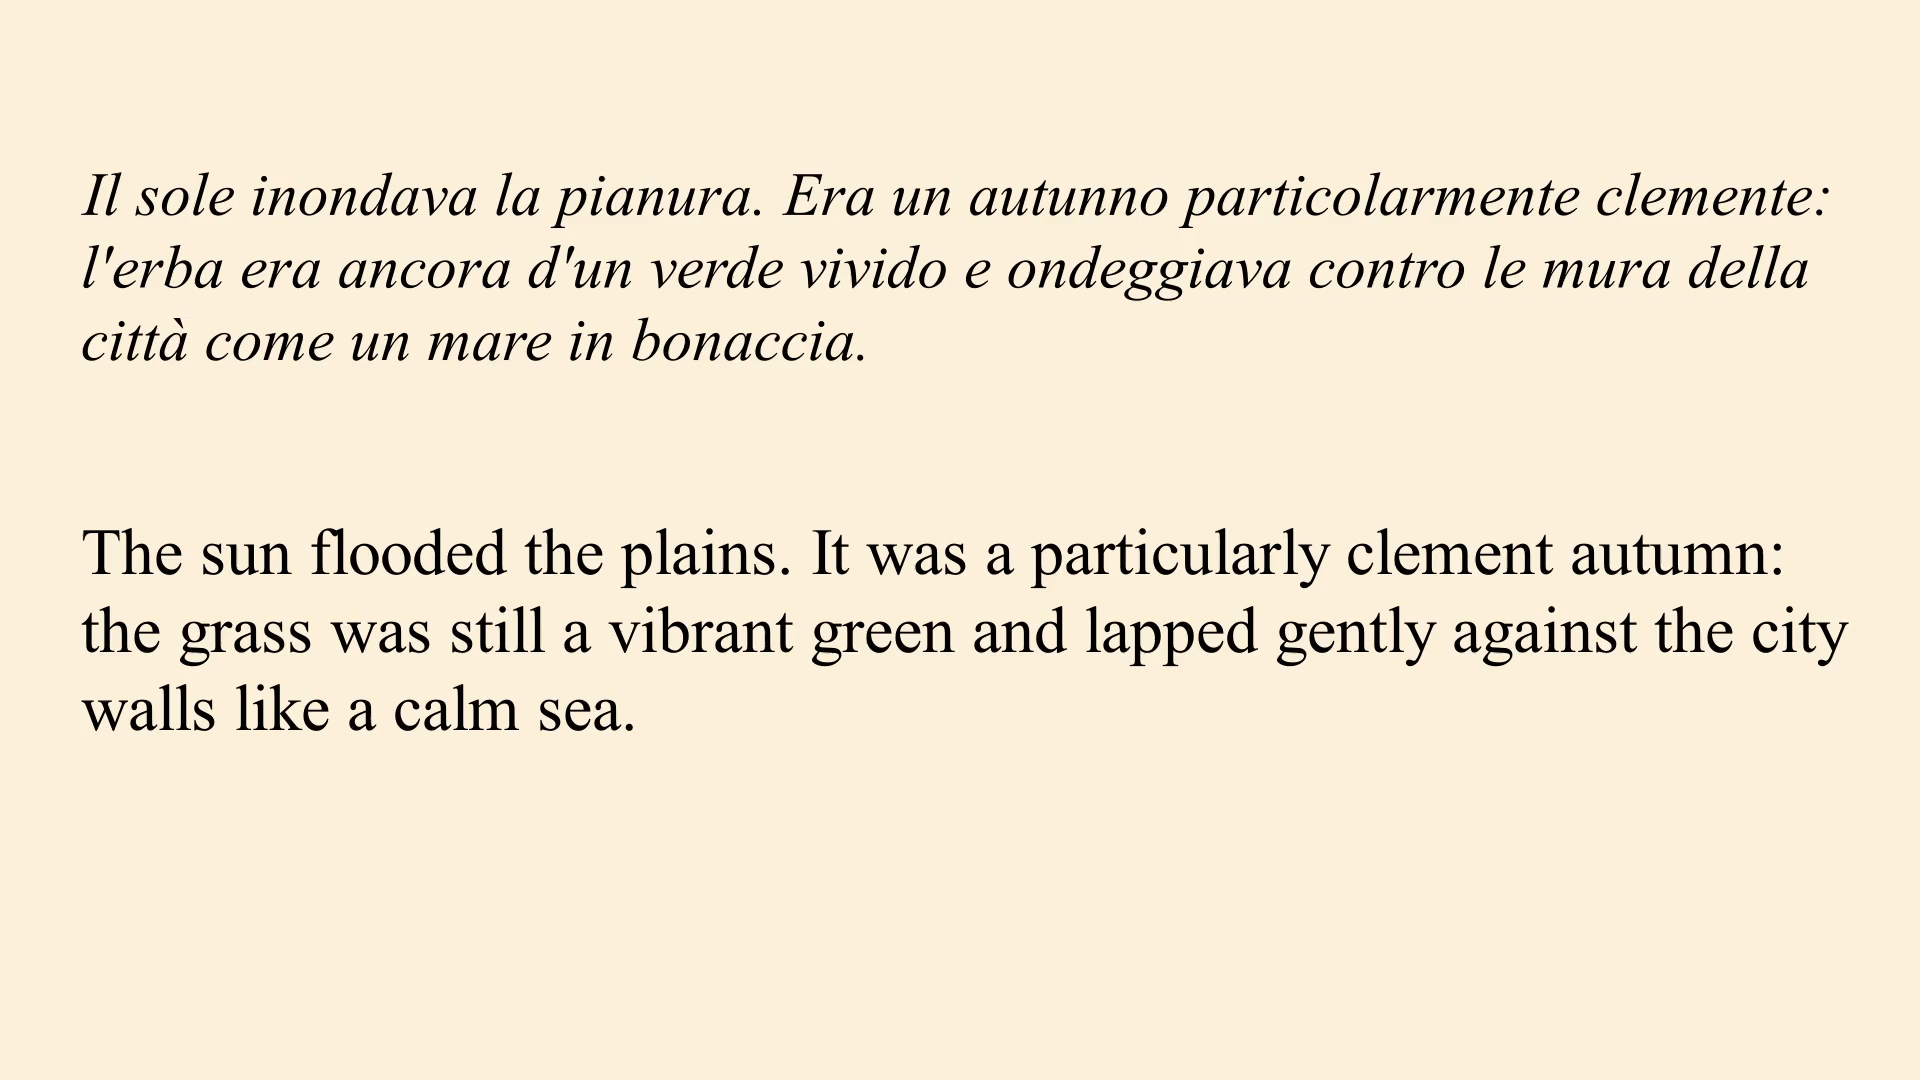 Il sole inondava la pianura. Era un autunno particolarmente clemente:
l'erba era ancora d'un verde vivido e ondeggiava contro le mura della
città come un mare in bonaccia.
The sun flooded the plains. It was a particularly clement autumn:
the grass was still a vibrant green and lapped gently against the city
walls like a calm sea.